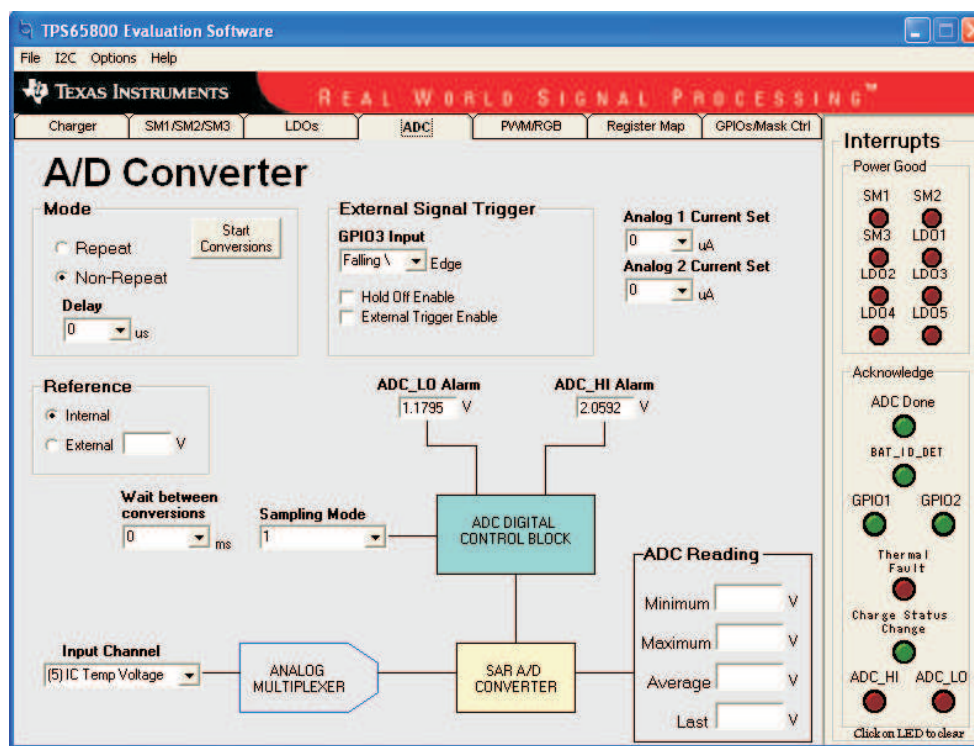 TPS65800 Evaluation Software
File I2C Options Help
TEXAS INSTRUMENTS
REAL WORLD SIGNAL PROCESSING™
Charger SM1/SM2/SM3 LDOs ADC PWM/RGB Register Map GPIOs/Mask Ctrl
A/D Converter
Mode
Start
Conversions
Repeat
Non-Repeat
Delay
0 us
External Signal Trigger
GPIO3 Input
Falling \ Edge
Hold Off Enable
External Trigger Enable
Analog 1 Current Set
0 uA
Analog 2 Current Set
0 uA
Reference
Internal
External V
ADC_LO Alarm
1.1795 V
ADC_HI Alarm
2.0592 V
Wait between
conversions
0 ms
Sampling Mode
1
ADC DIGITAL
CONTROL BLOCK
Input Channel
(5) IC Temp Voltage
ANALOG
MULTIPLEXER
SAR A/D
CONVERTER
ADC Reading
Minimum V
Maximum V
Average V
Last V
Interrupts
Power Good
SM1 SM2
SM3 LDO1
LDO2 LDO3
LDO4 LDO5
Acknowledge
ADC Done
BAT_ID_DET
GPIO1 GPIO2
Thermal
Fault
Charge Status
Change
ADC_HI ADC_LO
Click on LED to clear